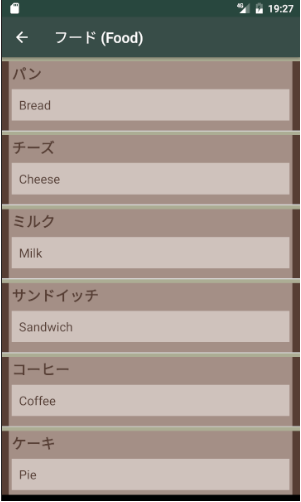 4G 19:27
フード (Food)
パン
Bread
チーズ
Cheese
ミルク
Milk
サンドイッチ
Sandwich
コーヒー
Coffee
ケーキ
Pie